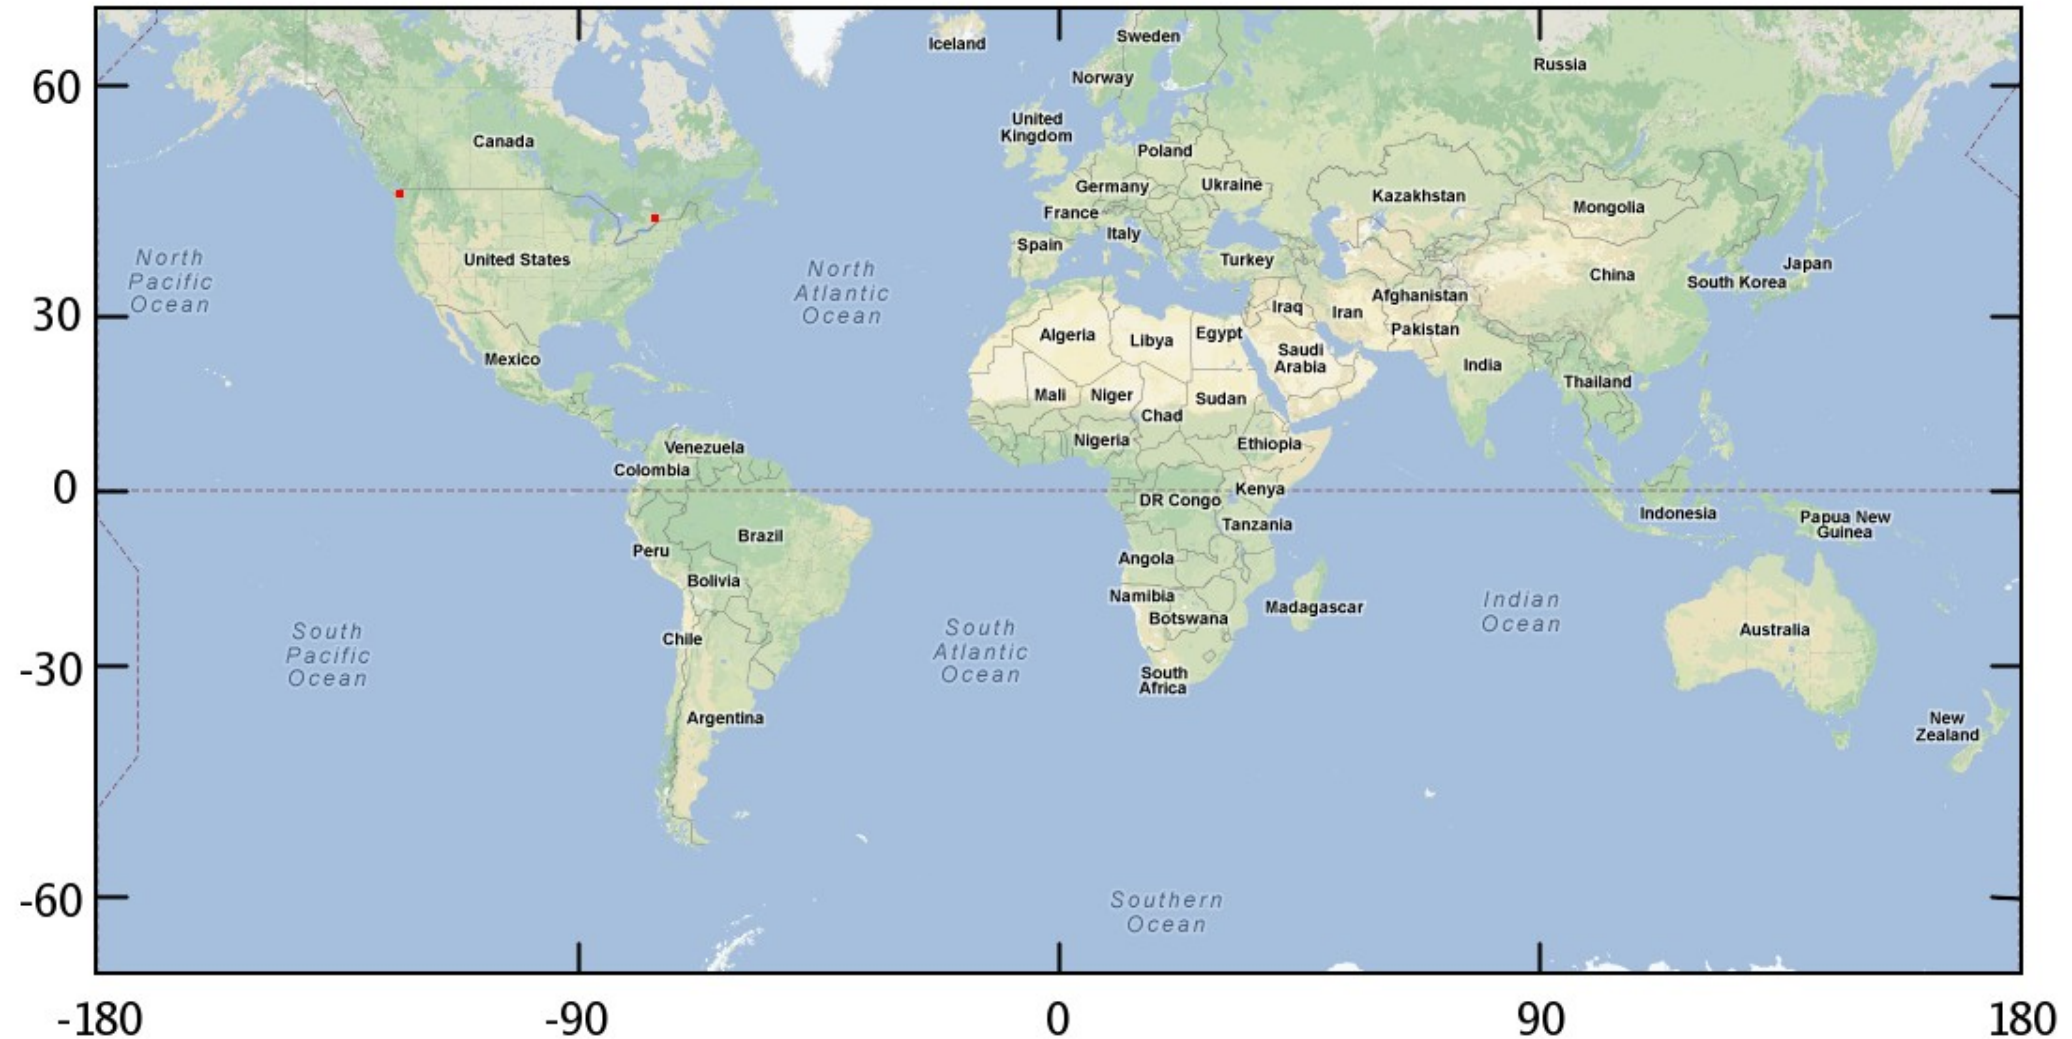 60
30
0
-30
-60
-180
-90
0
90
180
Iceland
Sweden
Norway
Russia
United
Kingdom
Poland
Germany
Ukraine
France
Italy
Spain
Turkey
Kazakhstan
Mongolia
China
Japan
South Korea
Afghanistan
Iraq
Iran
Pakistan
India
Thailand
Saudi
Arabia
Canada
United States
Mexico
North
Pacific
Ocean
North
Atlantic
Ocean
Algeria
Libya
Egypt
Mali
Niger
Chad
Sudan
Nigeria
Ethiopia
Venezuela
Colombia
DR Congo
Kenya
Tanzania
Indonesia
Papua New
Guinea
Brazil
Peru
Bolivia
Angola
Namibia
Botswana
Madagascar
Indian
Ocean
South
Pacific
Ocean
Chile
South
Atlantic
Ocean
South
Africa
Australia
Argentina
New
Zealand
Southern
Ocean